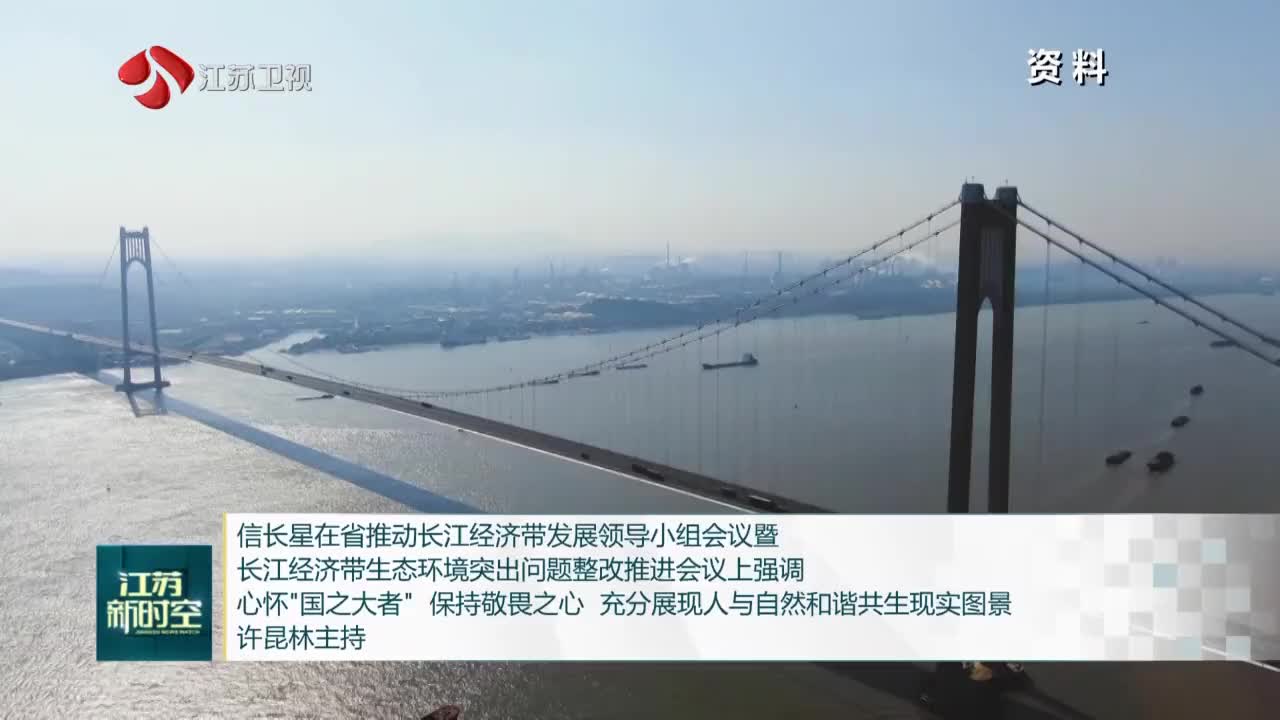 江苏卫视
资料
信长星在省推动长江经济带发展领导小组会议暨
长江经济带生态环境突出问题整改推进会议上强调
心怀"国之大者" 保持敬畏之心 充分展现人与自然和谐共生现实图景
许昆林主持
江苏
新时空
JIANGSU NEWS WATCH